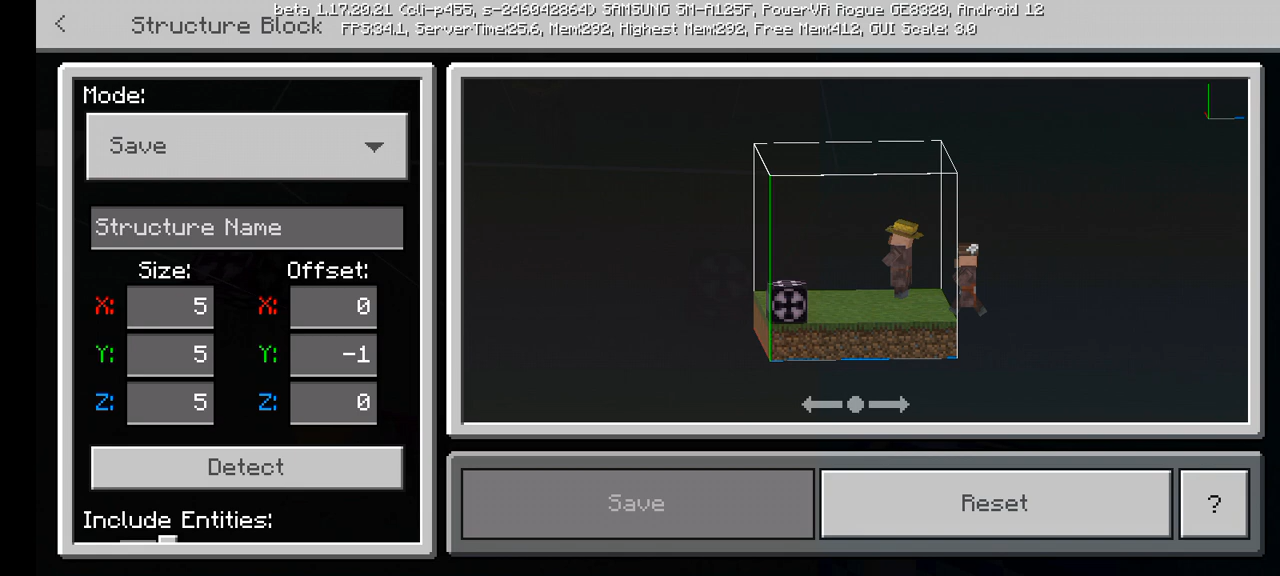 beta 1.17.20.21 (cli-p455, s-246042864) SAMSUNG SM-A125F, PowerVR Rogue GE8320, Android 12
FPS:34.1, ServerTime:25.6, Mem:292, Highest Mem:292, Free Mem:412, GUI Scale: 3.0
Structure Block
Mode:
Save
Structure Name
Size: Offset:
X: 5 X: 0
Y: 5 Y: -1
Z: 5 Z: 0
Detect
Include Entities:
Save Reset ?